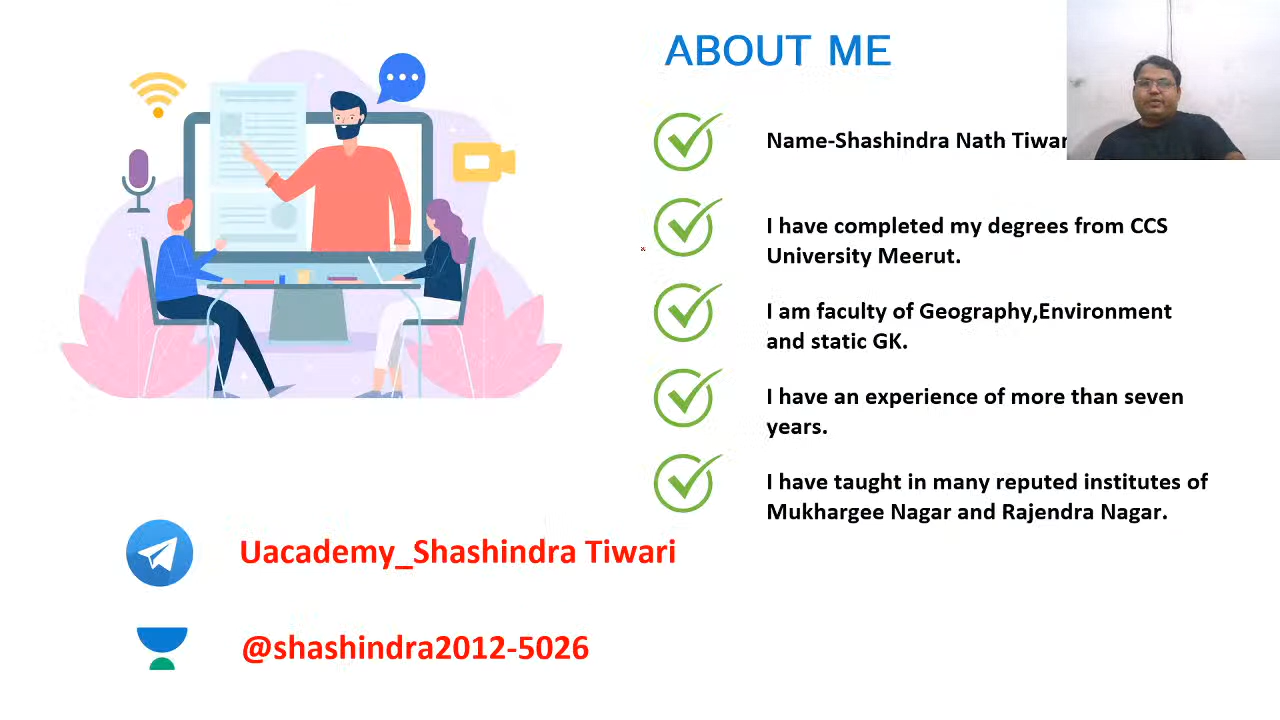 ABOUT ME
Name-Shashindra Nath Tiwar
I have completed my degrees from CCS
University Meerut.
I am faculty of Geography,Environment
and static GK.
I have an experience of more than seven
years.
I have taught in many reputed institutes of
Mukhargee Nagar and Rajendra Nagar.
Uacademy_Shashindra Tiwari
@shashindra2012-5026